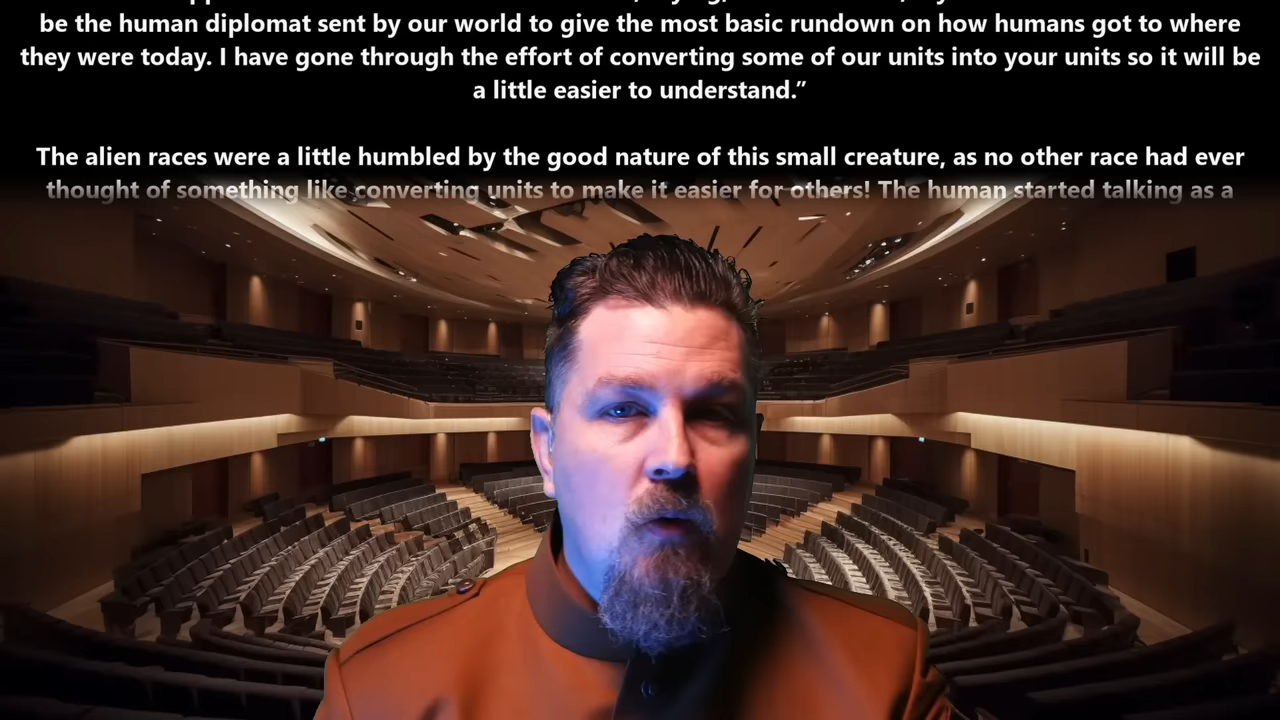 be the human diplomat sent by our world to give the most basic rundown on how humans got to where
they were today. I have gone through the effort of converting some of our units into your units so it will be
a little easier to understand.”
The alien races were a little humbled by the good nature of this small creature, as no other race had ever
thought of something like converting units to make it easier for others! The human started talking as a